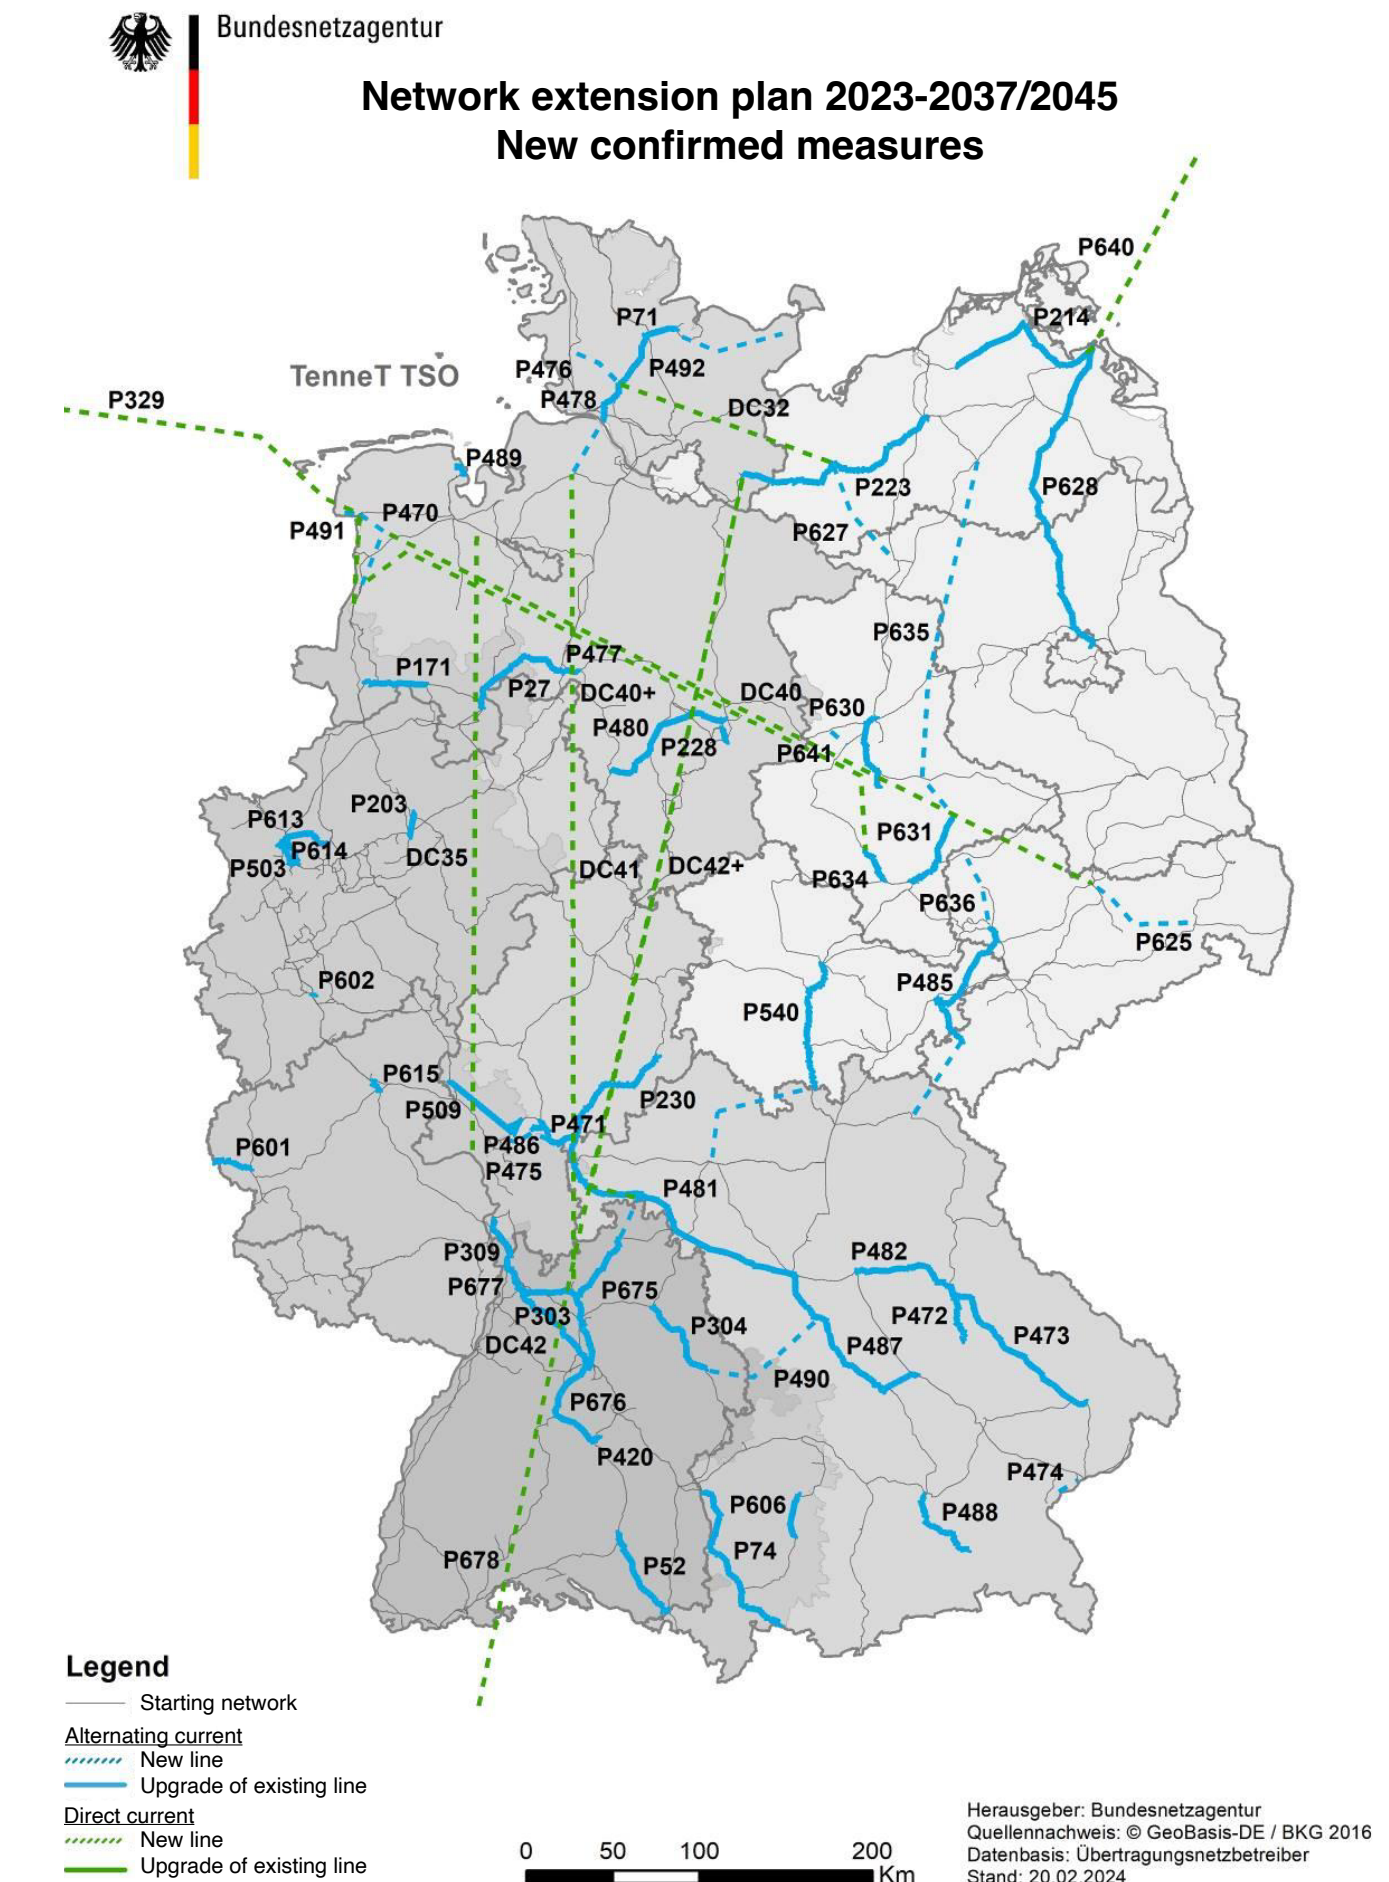 Bundesnetzagentur
Network extension plan 2023-2037/2045
New confirmed measures
P640
P71
P214
TenneT TSO
P476
P492
P478
P329
DC32
P489
P223
P628
P470
P491
P627
P635
P477
P171
P27
DC40+
DC40
P630
P480
P228
P641
P203
P613
P631
P614
DC35
P503
DC41
DC42+
P634
P636
P625
P602
P485
P540
P615
P230
P509
P471
P486
P601
P475
P481
P309
P482
P677
P675
P303
P472
P304
P473
DC42
P487
P490
P676
P420
P474
P606
P488
P74
P678
P52
Legend
Starting network
Alternating current
New line
Upgrade of existing line
Direct current
New line
Upgrade of existing line
0 50 100 200
Km
Herausgeber: Bundesnetzagentur
Quellennachweis: © GeoBasis-DE / BKG 2016
Datenbasis: Übertragungsnetzbetreiber
Stand: 20.02.2024